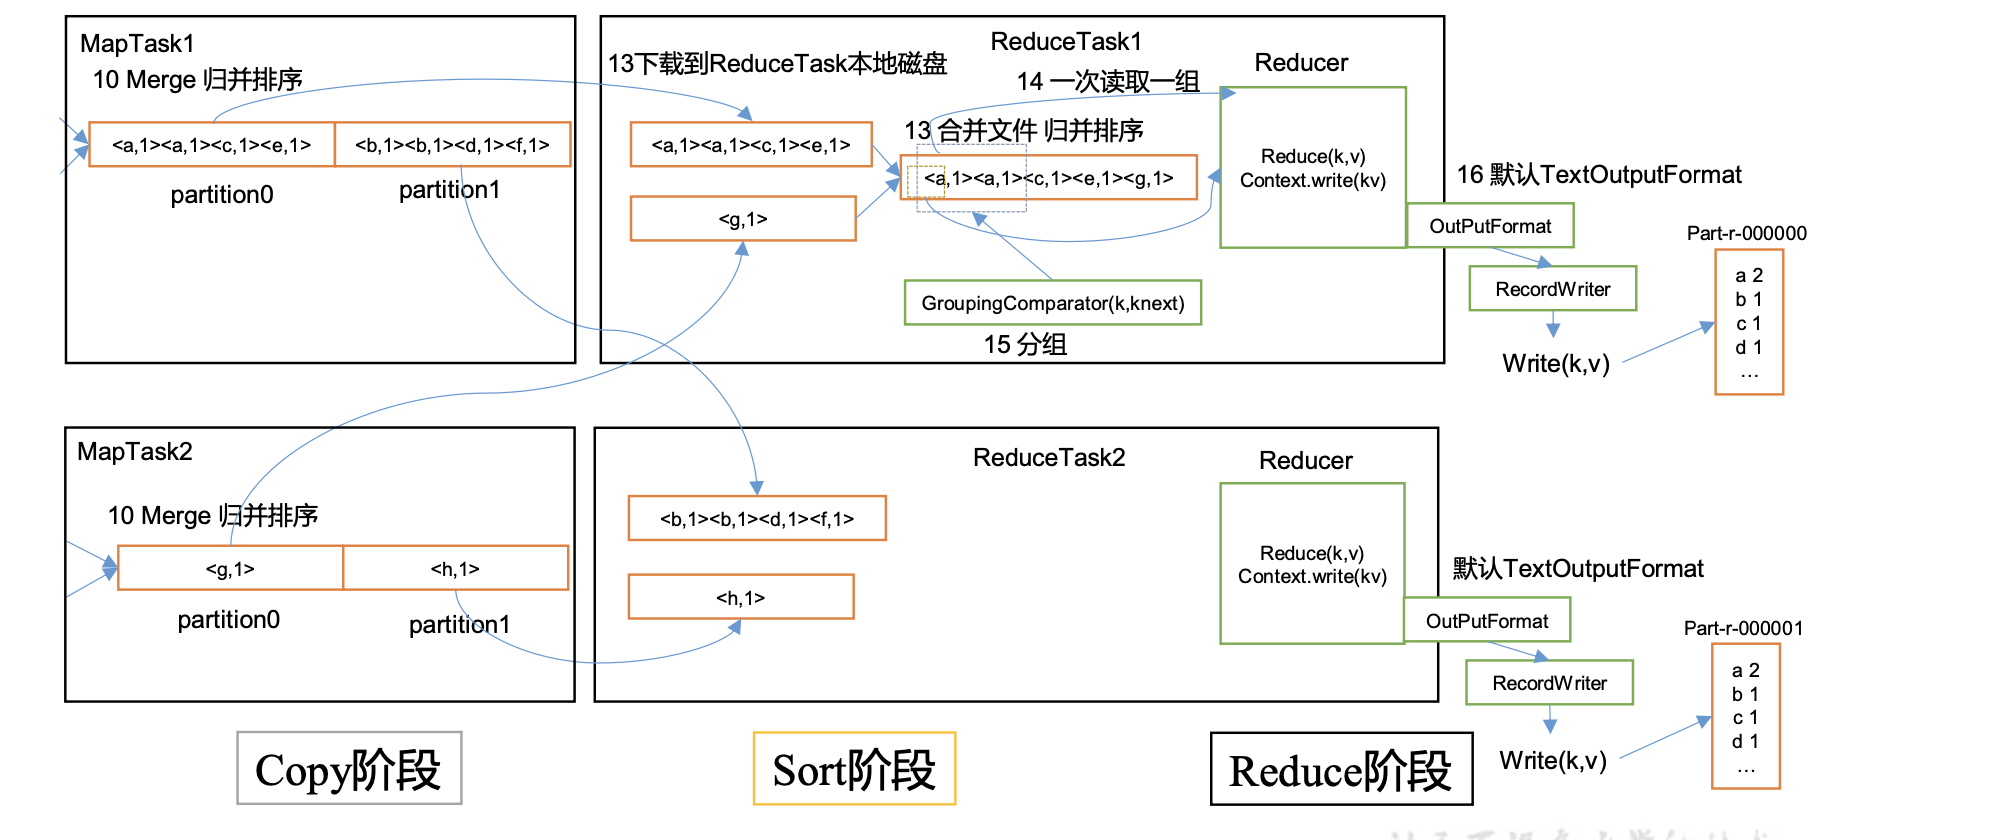 MapTask1
10 Merge 归并排序
<a,1><a,1><c,1><e,1>
<b,1><b,1><d,1><f,1>
partition0
partition1
ReduceTask1
13下载到ReduceTask本地磁盘
14 一次读取一组
Reducer
<a,1><a,1><c,1><e,1>
13 合并文件 归并排序
<a,1><a,1><c,1><e,1><g,1>
<g,1>
Reduce(k,v)
Context.write(kv)
GroupingComparator(k,knext)
15 分组
16 默认TextOutputFormat
OutPutFormat
RecordWriter
Write(k,v)
Part-r-000000
a 2
b 1
c 1
d 1
...
MapTask2
10 Merge 归并排序
<g,1>
<h,1>
partition0
partition1
ReduceTask2
Reducer
<b,1><b,1><d,1><f,1>
<h,1>
Reduce(k,v)
Context.write(kv)
默认TextOutputFormat
OutPutFormat
RecordWriter
Write(k,v)
Part-r-000001
a 2
b 1
c 1
d 1
...
Copy阶段
Sort阶段
Reduce阶段